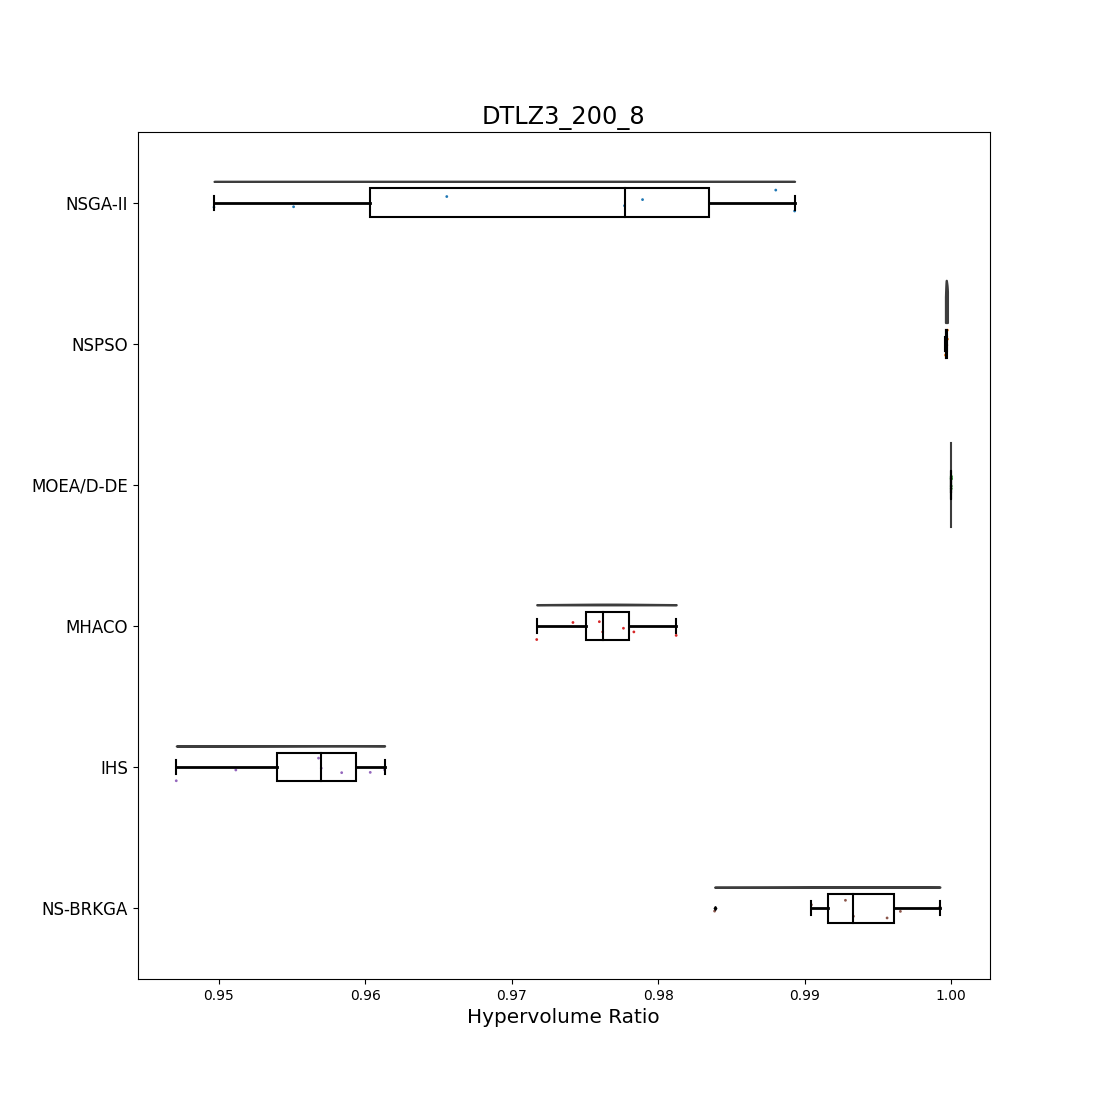 DTLZ3_200_8
NSGA-II
NSPSO
MOEA/D-DE
MHACO
IHS
NS-BRKGA
0.95 0.96 0.97 0.98 0.99 1.00
Hypervolume Ratio